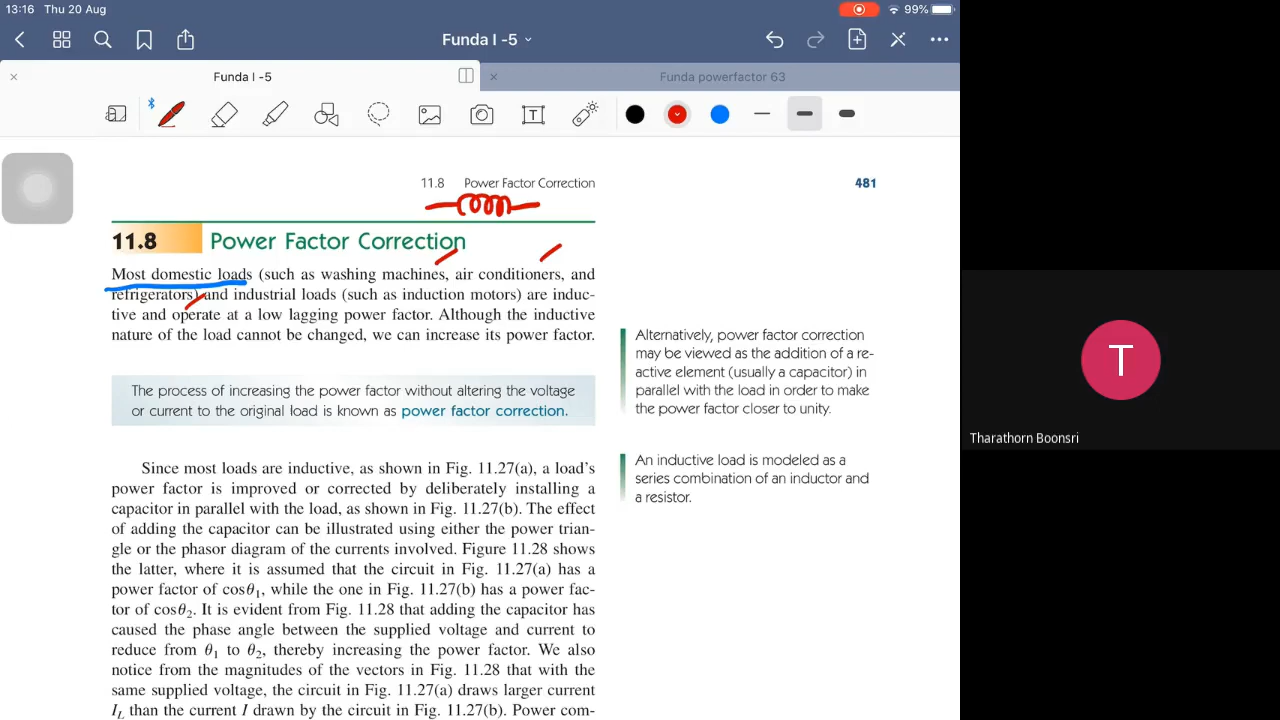 13:16 Thu 20 Aug
99%
Funda I -5
Funda I -5
Funda powerfactor 63
T
11.8 Power Factor Correction
481
11.8 Power Factor Correction
Most domestic loads (such as washing machines, air conditioners, and
refrigerators) and industrial loads (such as induction motors) are induc-
tive and operate at a low lagging power factor. Although the inductive
nature of the load cannot be changed, we can increase its power factor.
The process of increasing the power factor without altering the voltage
or current to the original load is known as power factor correction.
Since most loads are inductive, as shown in Fig. 11.27(a), a load's
power factor is improved or corrected by deliberately installing a
capacitor in parallel with the load, as shown in Fig. 11.27(b). The effect
of adding the capacitor can be illustrated using either the power trian-
gle or the phasor diagram of the currents involved. Figure 11.28 shows
the latter, where it is assumed that the circuit in Fig. 11.27(a) has a
power factor of cosθ₁, while the one in Fig. 11.27(b) has a power fac-
tor of cosθ₂. It is evident from Fig. 11.28 that adding the capacitor has
caused the phase angle between the supplied voltage and current to
reduce from θ₁ to θ₂, thereby increasing the power factor. We also
notice from the magnitudes of the vectors in Fig. 11.28 that with the
same supplied voltage, the circuit in Fig. 11.27(a) draws larger current
I_L than the current I drawn by the circuit in Fig. 11.27(b). Power com-
Alternatively, power factor correction
may be viewed as the addition of a re-
active element (usually a capacitor) in
parallel with the load in order to make
the power factor closer to unity.
An inductive load is modeled as a
series combination of an inductor and
a resistor.
T
Tharathorn Boonsri